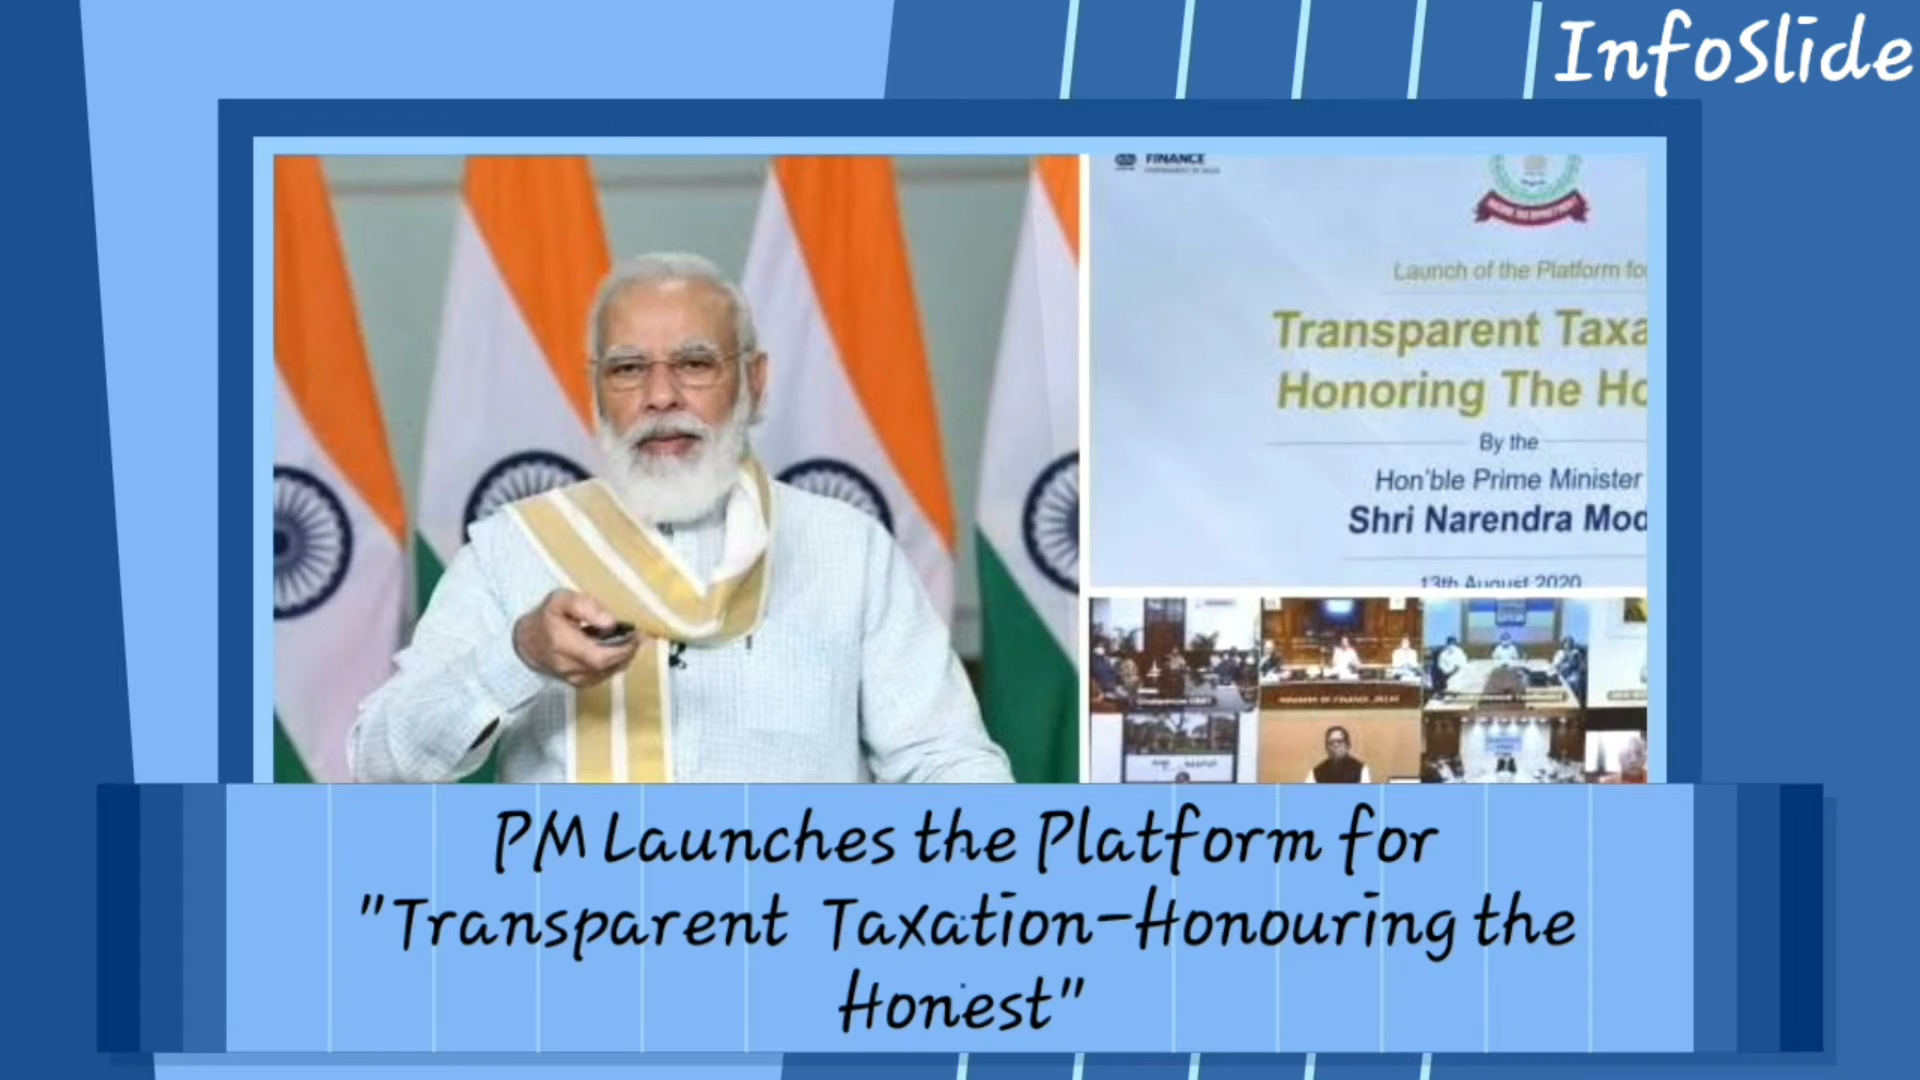 InfoSlide
FINANCE
Launch of the Platform fo
Transparent Taxa
Honoring The Ho
By the
Hon'ble Prime Minister
Shri Narendra Mod
13th August 2020
PM Launches the Platform for
"Transparent Taxation-Honouring the
Honest"